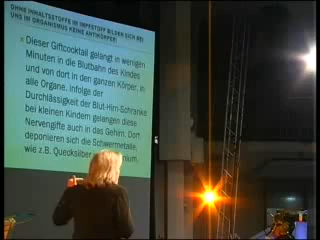 OHNE INHALTSSTOFFE IM IMPFSTOFF BILDEN SICH BEI
UNS IM ORGANISMUS KEINE ANTIKÖRPER!
Dieser Giftcocktail gelangt in wenigen
Minuten in die Blutbahn des Kindes
und von dort in den ganzen Körper, in
alle Organe, infolge der
Durchlässigkeit der Blut-Hirn-Schranke
bei kleinen Kindern gelangen diese
Nervengifte auch in das Gehirn. Dort
deponieren sich die Schwermetalle,
wie z.B. Quecksilber